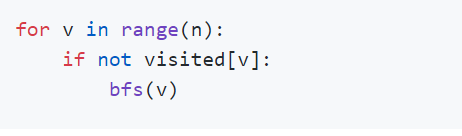 for v in range(n):
    if not visited[v]:
        bfs(v)